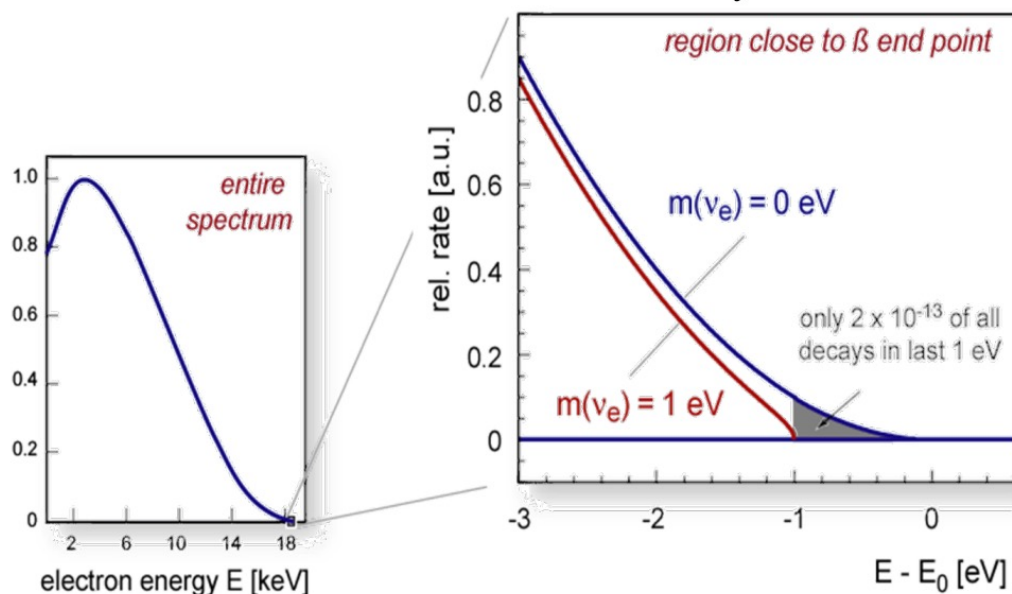 entire
spectrum
1.0
0.8
0.6
0.4
0.2
0
2 6 10 14 18
electron energy E [keV]
region close to ß end point
rel. rate [a.u.]
0.8
0.6
0.4
0.2
0
m(νe) = 0 eV
only 2 x 10⁻¹³ of all
decays in last 1 eV
m(νe) = 1 eV
-3 -2 -1 0
E - E₀ [eV]